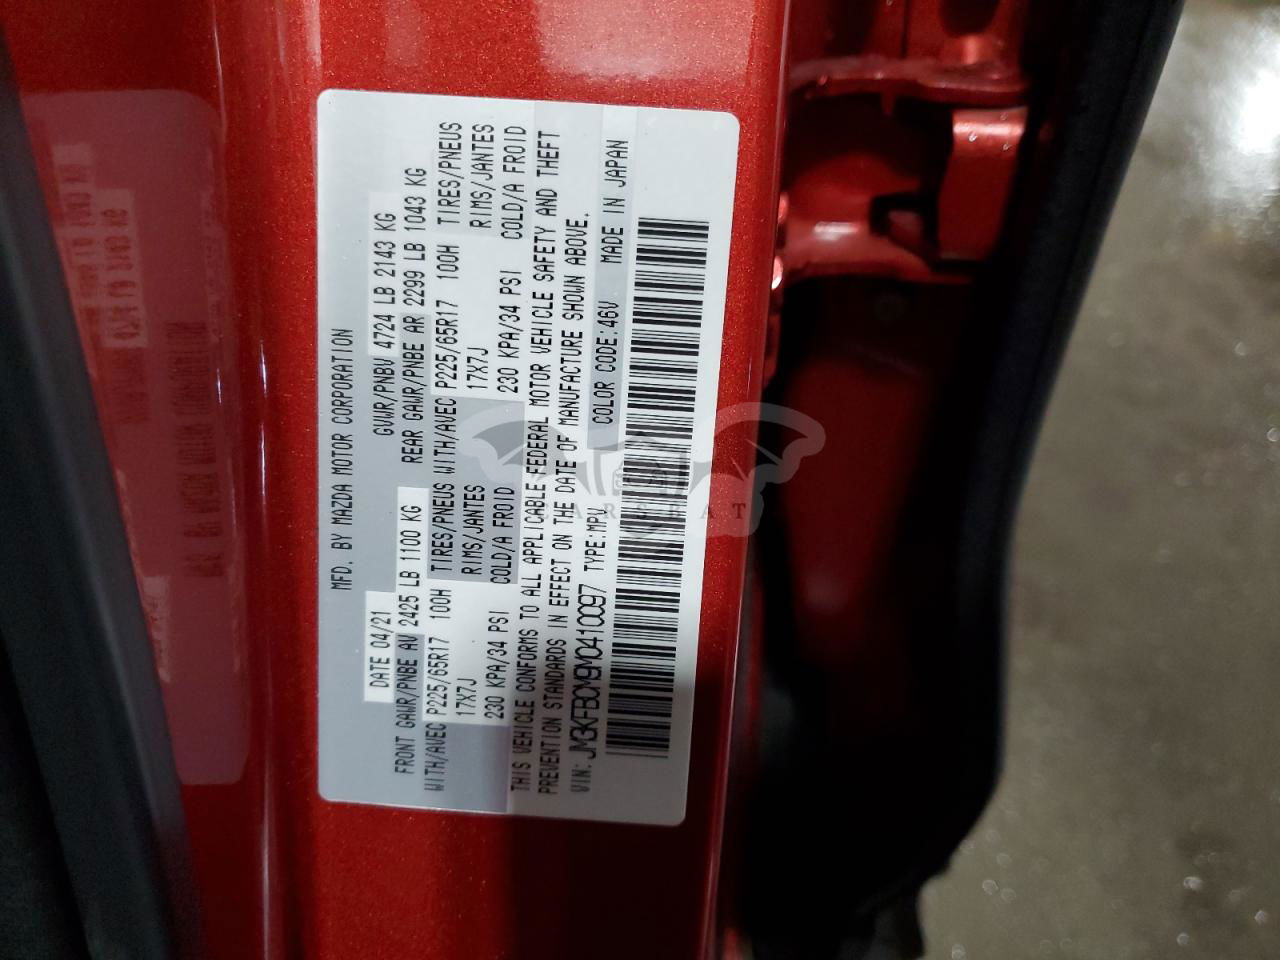 MFD. BY MAZDA MOTOR CORPORATION
DATE 04/21 GVWR/PNBV 4724 LB 2143 KG
FRONT GAWR/PNBE AV 2425 LB 1100 KG REAR GAWR/PNBE AR 2299 LB 1043 KG
WITH/AVEC P225/65R17 100H TIRES/PNEUS WITH/AVEC P225/65R17 100H TIRES/PNEUS
17X7J RIMS/JANTES 17X7J RIMS/JANTES
230 KPA/34 PSI COLD/A FROID 230 KPA/34 PSI COLD/A FROID
THIS VEHICLE CONFORMS TO ALL APPLICABLE FEDERAL MOTOR VEHICLE SAFETY AND THEFT
PREVENTION STANDARDS IN EFFECT ON THE DATE OF MANUFACTURE SHOWN ABOVE.
VIN: JM3KFBCM9M0410097 TYPE:MPV COLOR CODE:46V MADE IN JAPAN
CARSBAT